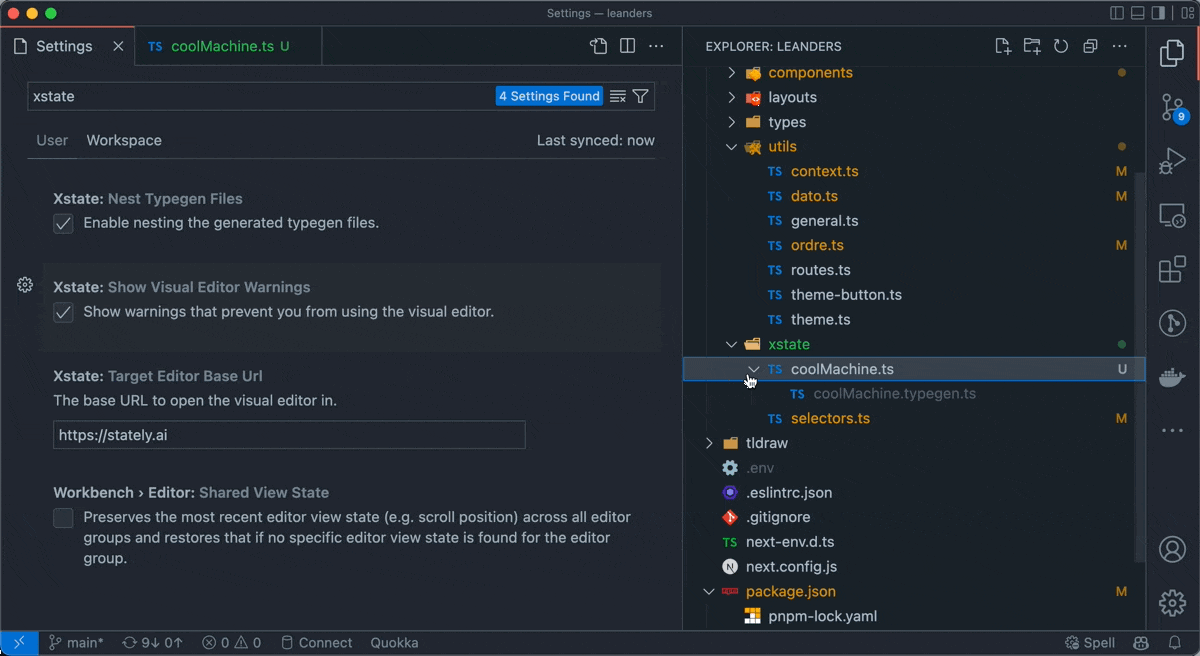 Settings — leanders
Settings
TS coolMachine.ts U
EXPLORER: LEANDERS
xstate
4 Settings Found
User
Workspace
Last synced: now
Xstate: Nest Typegen Files
Enable nesting the generated typegen files.
Xstate: Show Visual Editor Warnings
Show warnings that prevent you from using the visual editor.
Xstate: Target Editor Base Url
The base URL to open the visual editor in.
https://stately.ai
Workbench › Editor: Shared View State
Preserves the most recent editor view state (e.g. scroll position) across all editor
groups and restores that if no specific editor view state is found for the editor
group.
components
layouts
types
utils
TS context.ts M
TS dato.ts M
TS general.ts
TS ordre.ts M
TS routes.ts
TS theme-button.ts
TS theme.ts
xstate
TS coolMachine.ts U
TS coolMachine.typegen.ts
TS selectors.ts M
tldraw
.env
.eslintrc.json
.gitignore
TS next-env.d.ts
N next.config.js
package.json M
pnpm-lock.yaml
9
main*
9↓ 0↑
0
0
Connect
Quokka
Spell